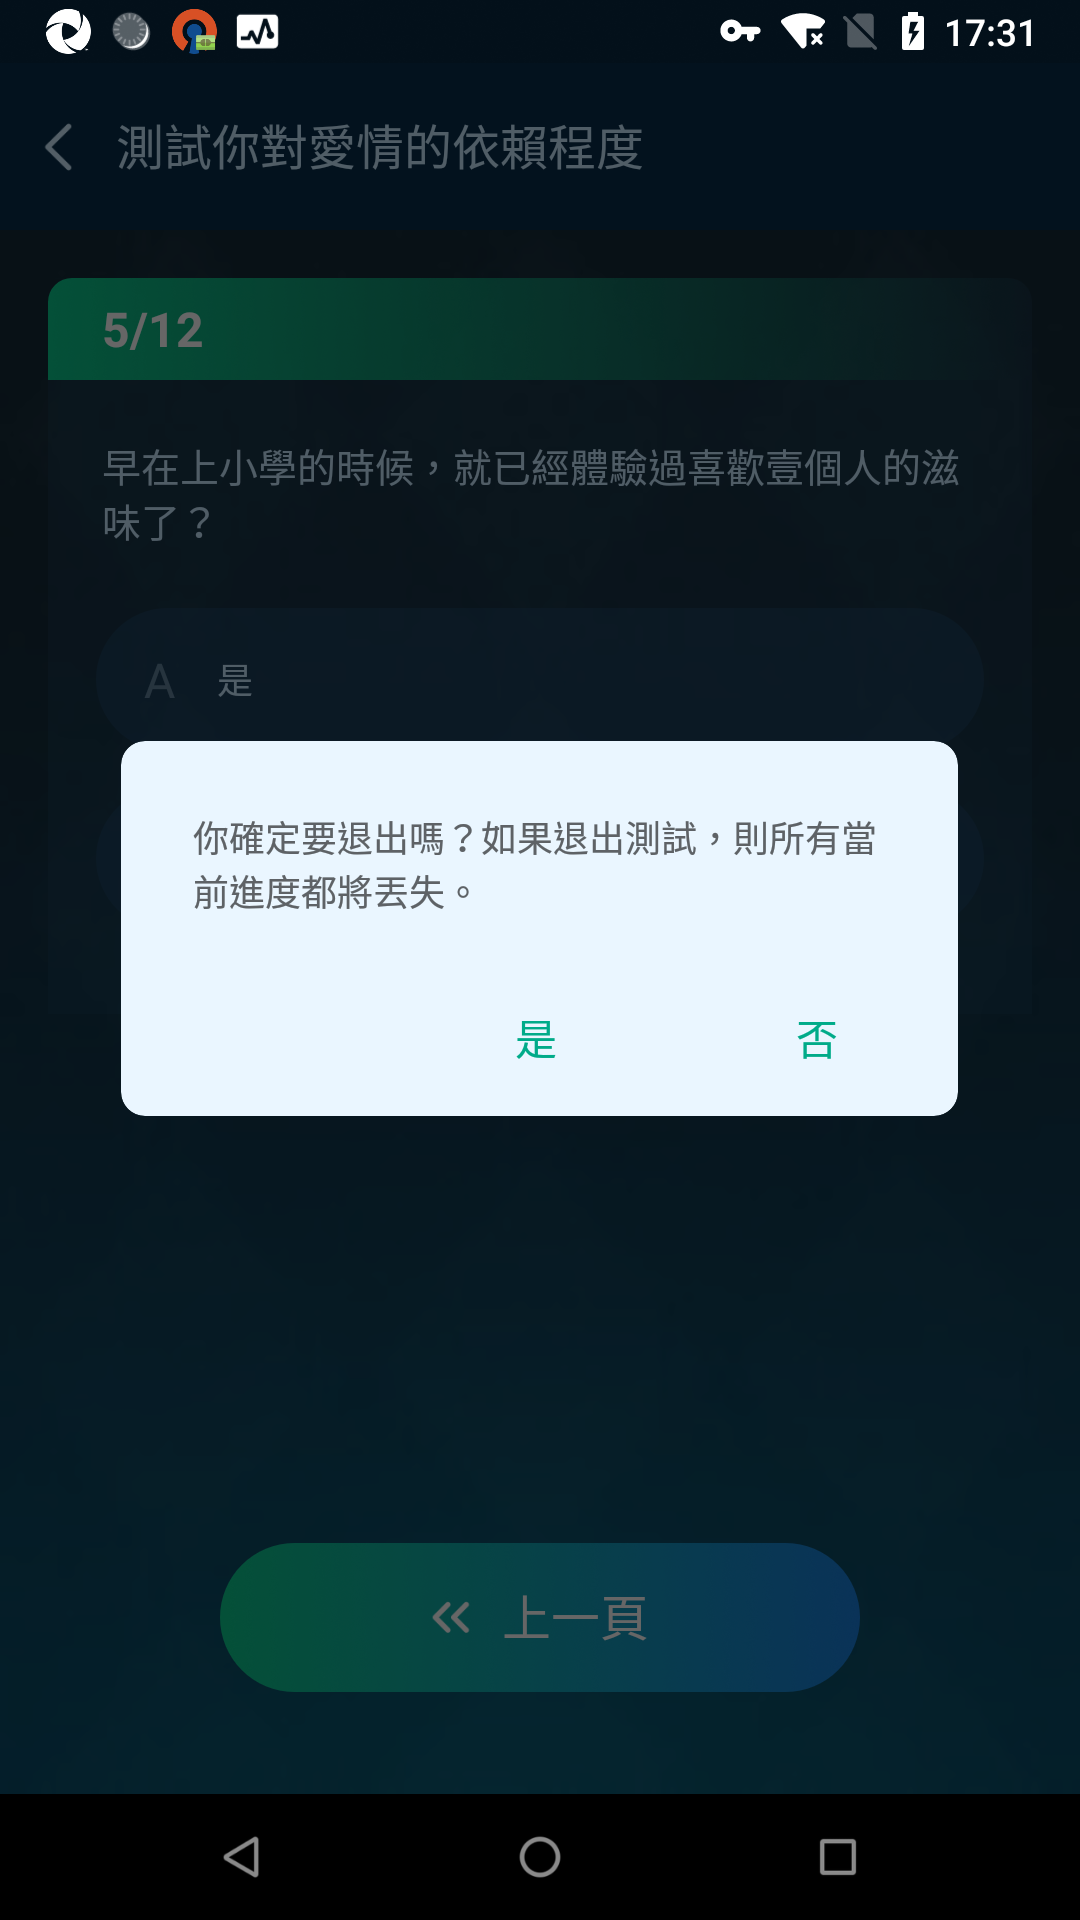 17:31
測試你對愛情的依賴程度
5/12
早在上小學的時候，就已經體驗過喜歡壹個人的滋
味了？
A 是
你確定要退出嗎？如果退出測試，則所有當
前進度都將丟失。
是 否
上一頁